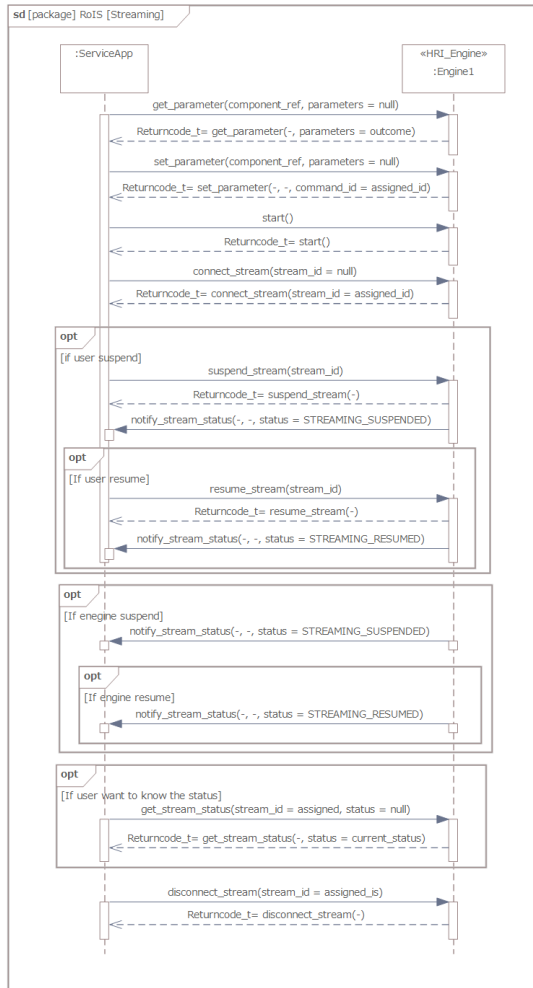 sd [package] RoIS [Streaming]
:ServiceApp
«HRI_Engine»
:Engine1
get_parameter(component_ref, parameters = null)
Returncode_t= get_parameter(-, parameters = outcome)
set_parameter(component_ref, parameters = null)
Returncode_t= set_parameter(-, -, command_id = assigned_id)
start()
Returncode_t= start()
connect_stream(stream_id = null)
Returncode_t= connect_stream(stream_id = assigned_id)
opt
[if user suspend]
suspend_stream(stream_id)
Returncode_t= suspend_stream(-)
notify_stream_status(-, -, status = STREAMING_SUSPENDED)
opt
[If user resume]
resume_stream(stream_id)
Returncode_t= resume_stream(-)
notify_stream_status(-, -, status = STREAMING_RESUMED)
opt
[If enegine suspend]
notify_stream_status(-, -, status = STREAMING_SUSPENDED)
opt
[If engine resume]
notify_stream_status(-, -, status = STREAMING_RESUMED)
opt
[If user want to know the status]
get_stream_status(stream_id = assigned, status = null)
Returncode_t= get_stream_status(-, status = current_status)
disconnect_stream(stream_id = assigned_is)
Returncode_t= disconnect_stream(-)